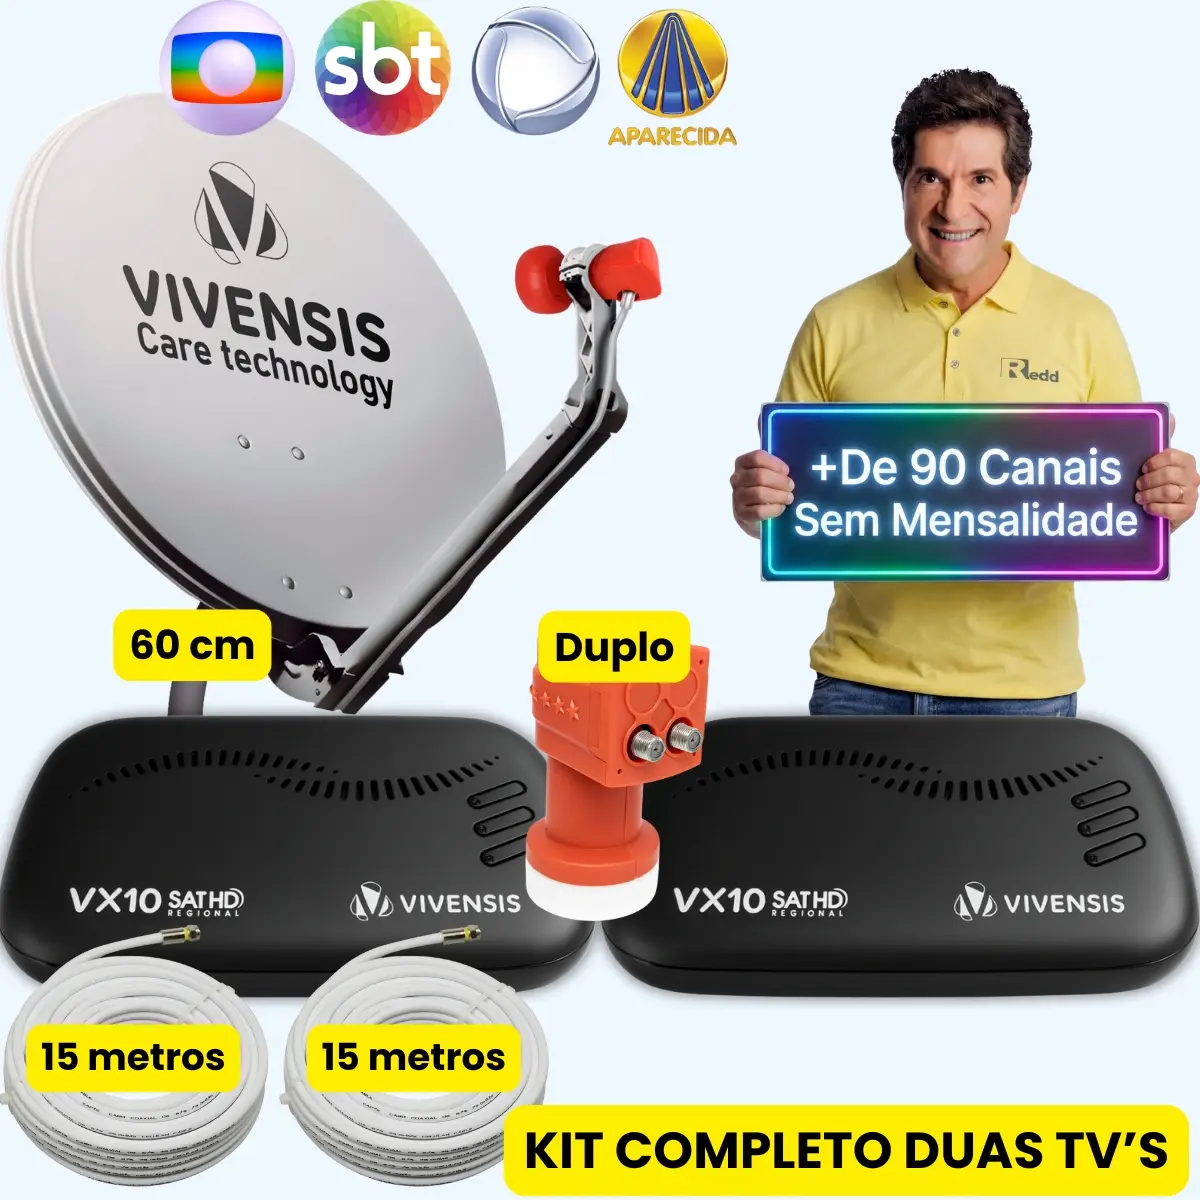 sbt
APARECIDA
VIVENSIS
Care technology
Redd
+De 90 Canais
Sem Mensalidade
60 cm
Duplo
VX10 SATHD
REGIONAL
VIVENSIS
VX10 SATHD
REGIONAL
VIVENSIS
15 metros
15 metros
KIT COMPLETO DUAS TV’S